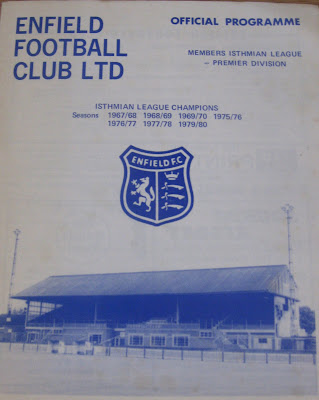 ENFIELD
FOOTBALL
CLUB LTD
OFFICIAL PROGRAMME
MEMBERS ISTHMIAN LEAGUE
– PREMIER DIVISION
ISTHMIAN LEAGUE CHAMPIONS
Seasons 1967/68 1968/69 1969/70 1975/76
1976/77 1977/78 1979/80
ENFIELD F.C